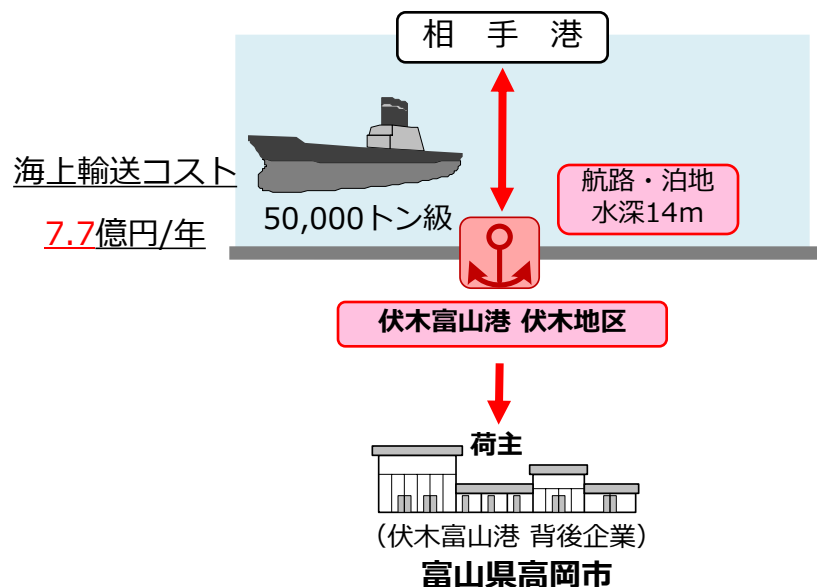 相 手 港
海上輸送コスト
7.7億円/年
50,000トン級
航路・泊地
水深14m
伏木富山港 伏木地区
荷主
(伏木富山港 背後企業)
富山県高岡市